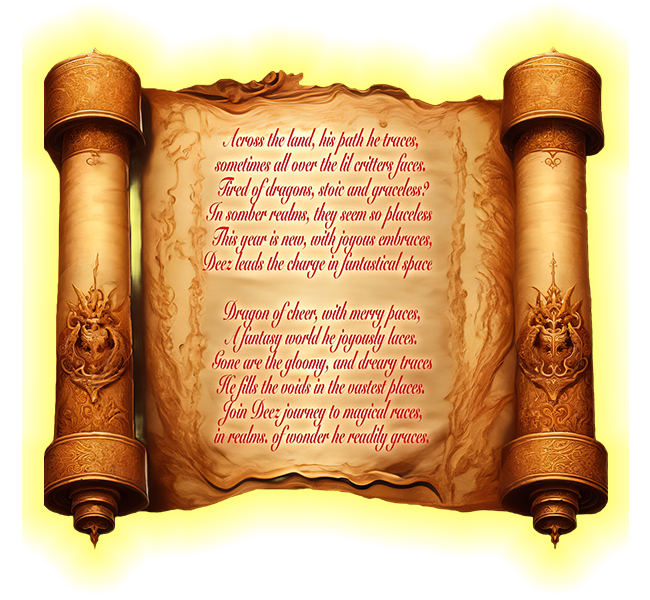 Across the land, his path he traces,
sometimes all over the lil critters faces.
Tired of dragons, stoic and graceless?
In somber realms, they seem so placeless
This year is new, with joyous embraces,
Deez leads the charge in fantastical space
Dragon of cheer, with merry paces,
A fantasy world he joyously laces.
Gone are the gloomy, and dreary traces
He fills the voids in the vastest places.
Join Deez journey to magical races,
in realms. of wonder he readily graces.